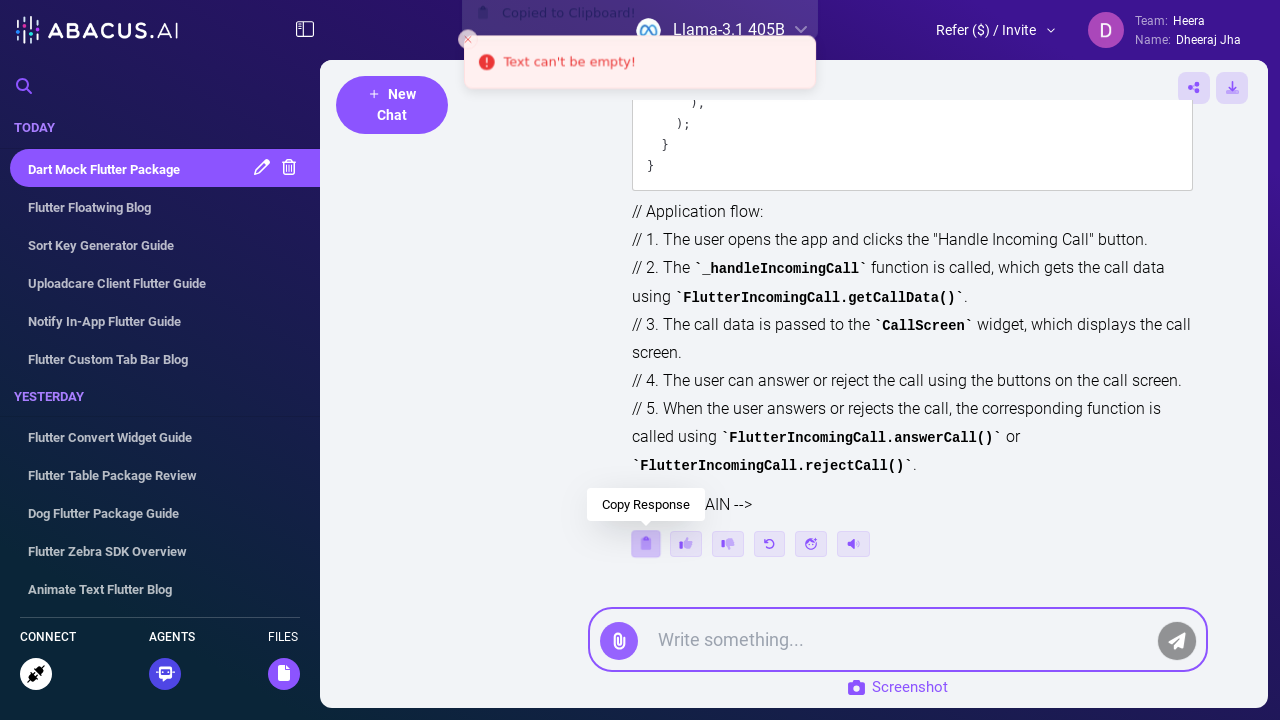 ABACUS.AI
Copied to Clipboard!
Llama-3.1 405B
Text can't be empty!
Refer ($) / Invite
D
Team: Heera
Name: Dheeraj Jha
TODAY
Dart Mock Flutter Package
Flutter Floatwing Blog
Sort Key Generator Guide
Uploadcare Client Flutter Guide
Notify In-App Flutter Guide
Flutter Custom Tab Bar Blog
YESTERDAY
Flutter Convert Widget Guide
Flutter Table Package Review
Dog Flutter Package Guide
Flutter Zebra SDK Overview
Animate Text Flutter Blog
CONNECT
AGENTS
FILES
+ New
Chat
),
);
}
}
// Application flow:
// 1. The user opens the app and clicks the "Handle Incoming Call" button.
// 2. The `_handleIncomingCall` function is called, which gets the call data
using `FlutterIncomingCall.getCallData()`.
// 3. The call data is passed to the `CallScreen` widget, which displays the call
screen.
// 4. The user can answer or reject the call using the buttons on the call screen.
// 5. When the user answers or rejects the call, the corresponding function is
called using `FlutterIncomingCall.answerCall()` or
`FlutterIncomingCall.rejectCall()`.
AIN -->
Copy Response
Write something...
Screenshot